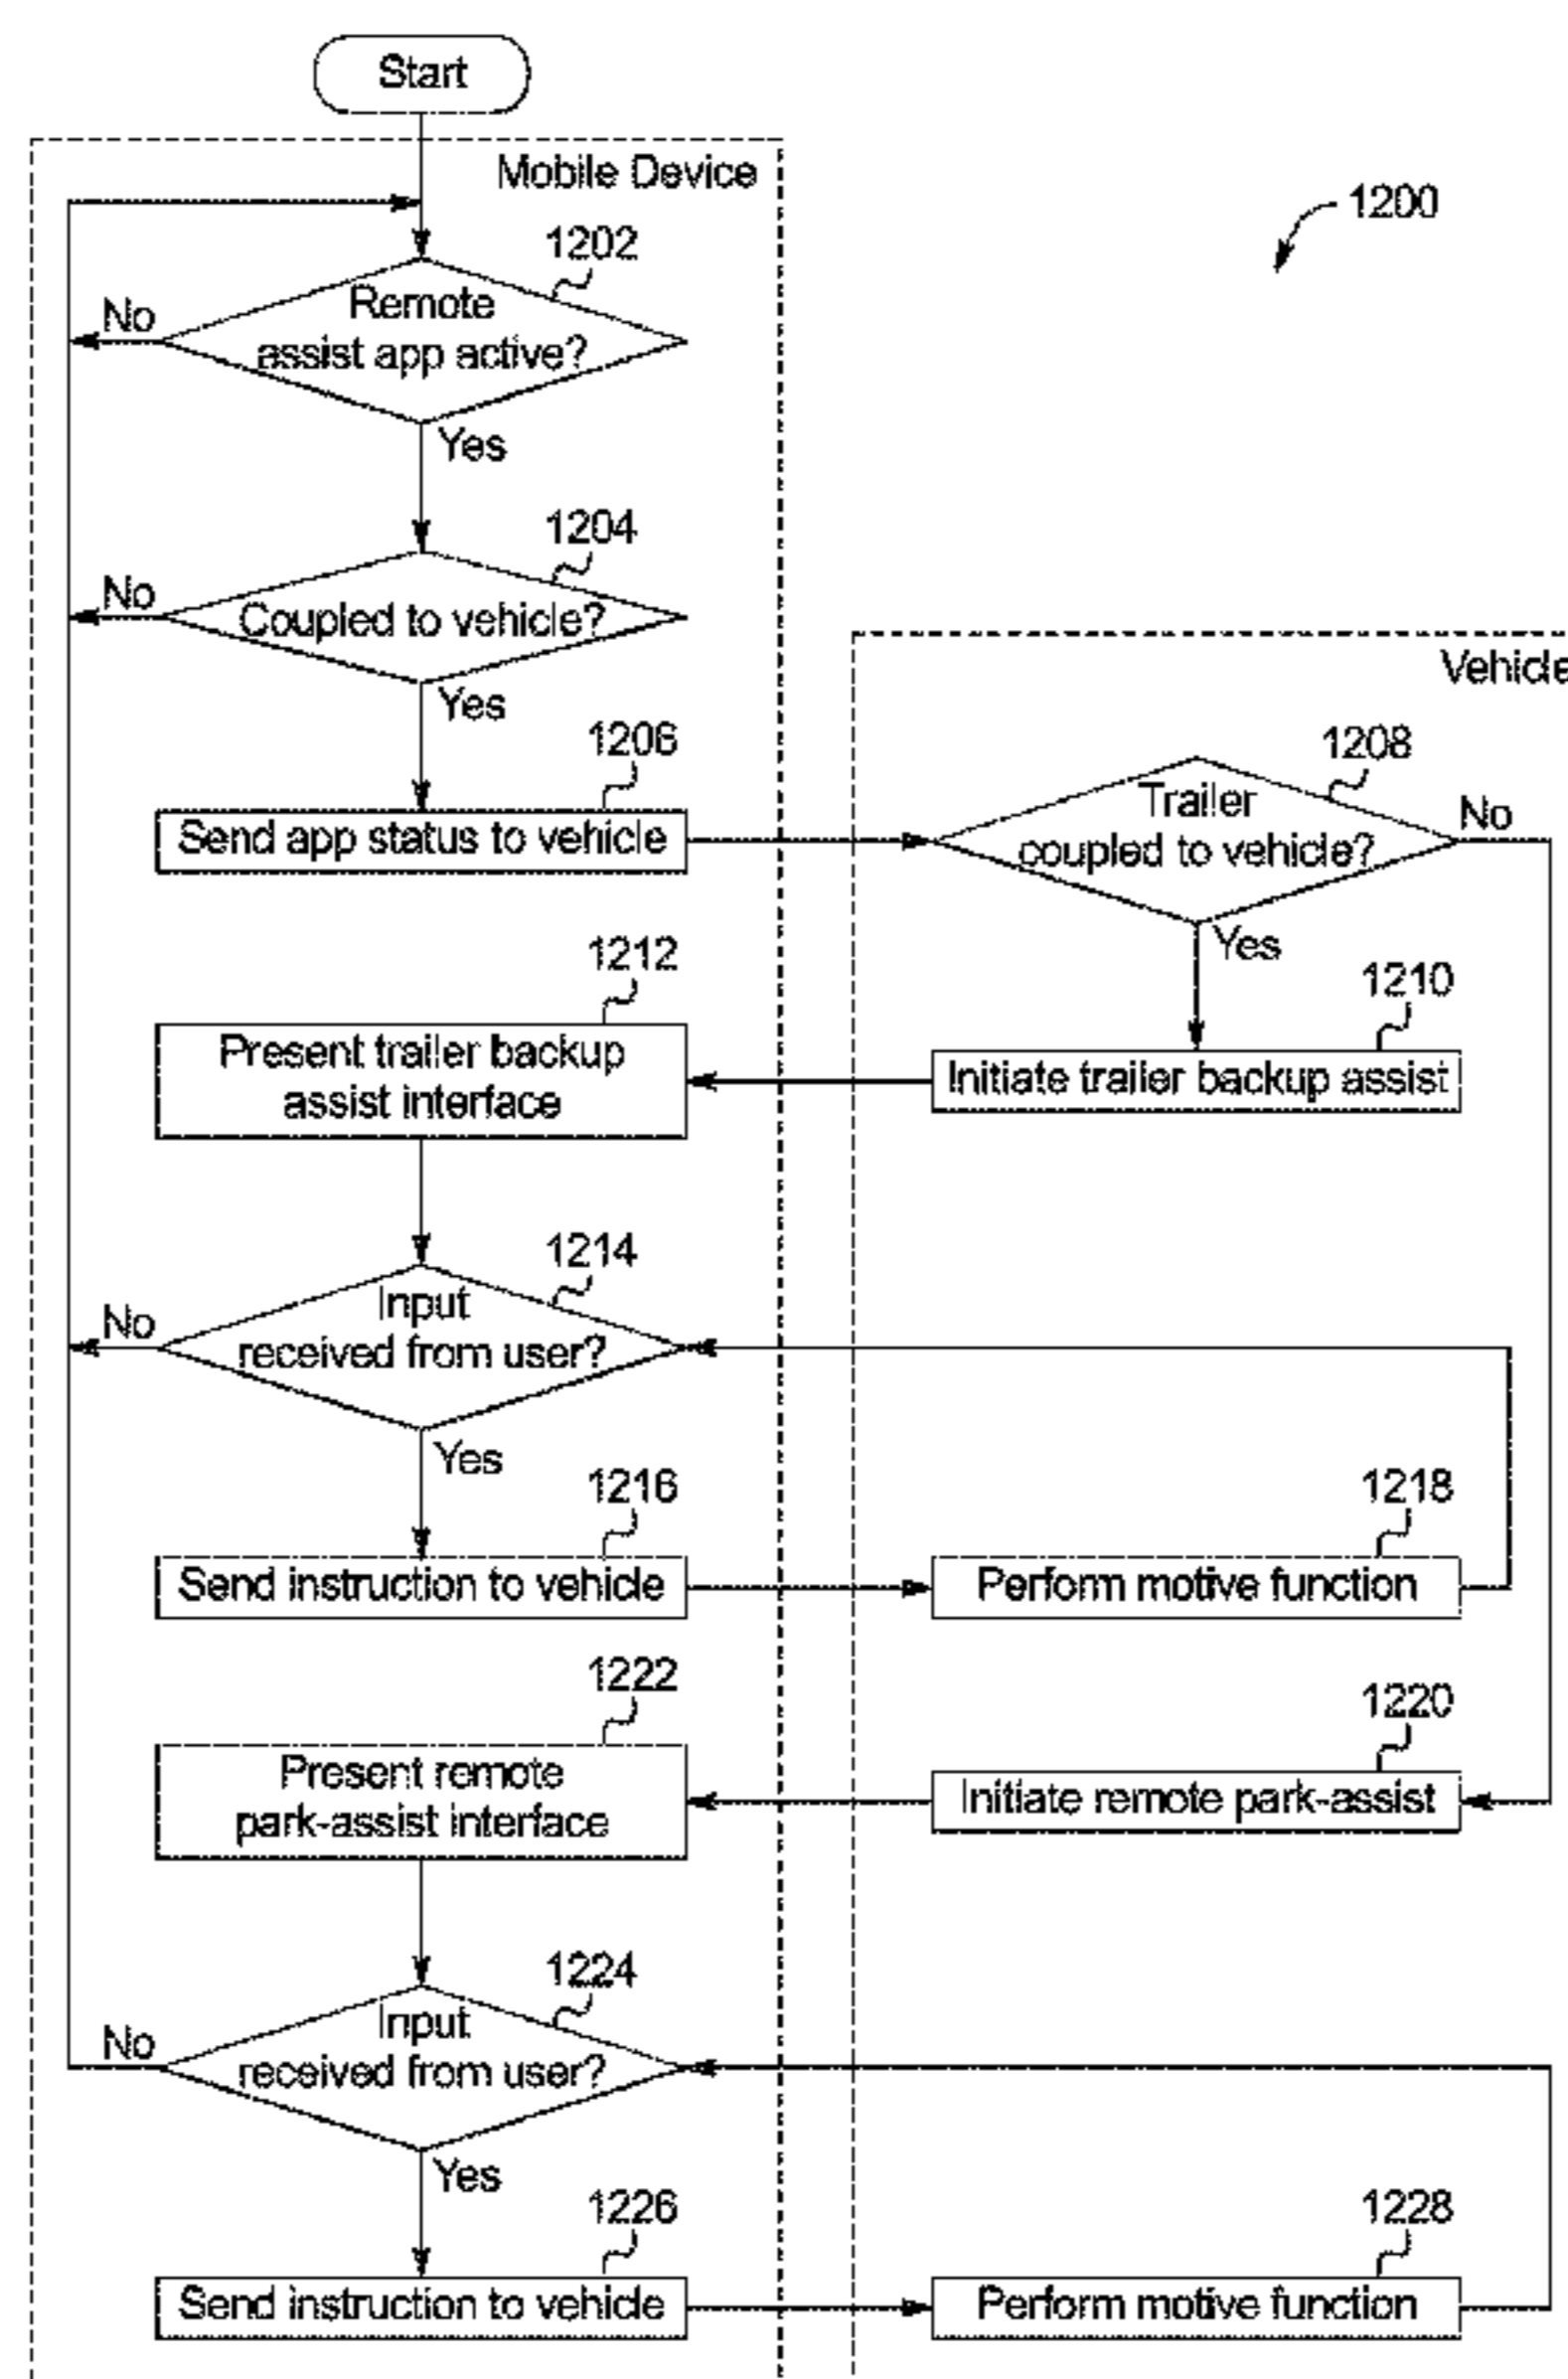 Start
Mobile Device
1200
1202
Remote
assist app active?
No
Yes
1204
Coupled to vehicle?
No
Yes
Vehicle
1206
Send app status to vehicle
1208
Trailer
coupled to vehicle?
No
Yes
1210
Initiate trailer backup assist
1212
Present trailer backup
assist interface
1214
Input
received from user?
No
Yes
1216
Send instruction to vehicle
1218
Perform motive function
1220
Initiate remote park-assist
1222
Present remote
park-assist interface
1224
Input
received from user?
No
Yes
1226
Send instruction to vehicle
1228
Perform motive function